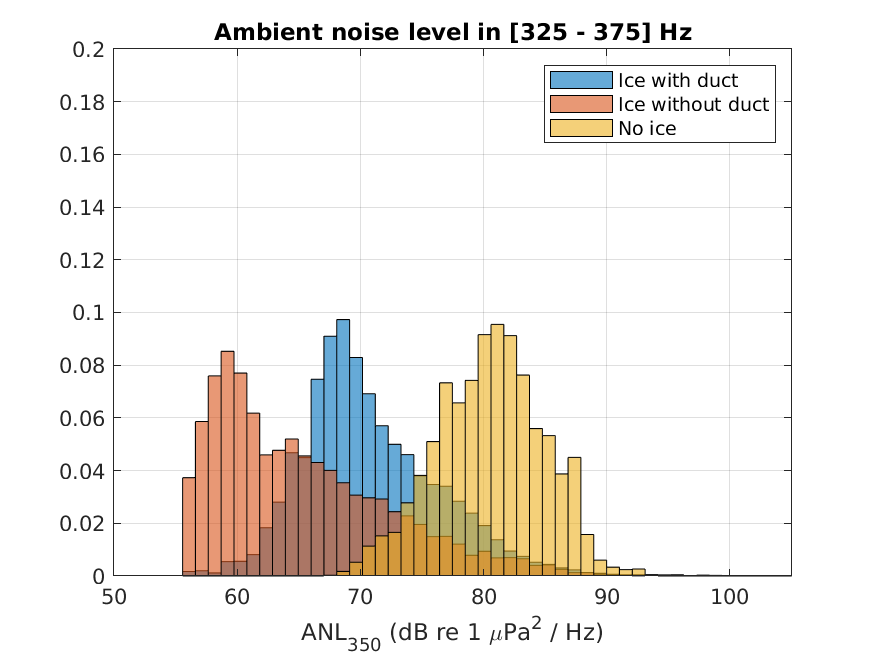 Ambient noise level in [325 - 375] Hz
0.2
0.18
0.16
0.14
0.12
0.1
0.08
0.06
0.04
0.02
0
Ice with duct
Ice without duct
No ice
50 60 70 80 90 100
ANL350 (dB re 1 μPa2 / Hz)